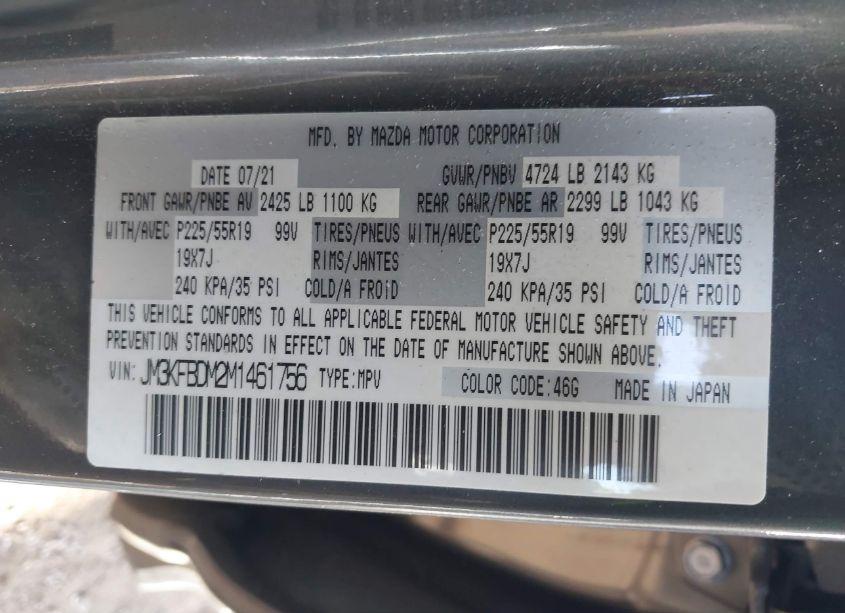 MFD. BY MAZDA MOTOR CORPORATION
DATE 07/21 GVWR/PNBV 4724 LB 2143 KG
FRONT GAWR/PNBE AV 2425 LB 1100 KG REAR GAWR/PNBE AR 2299 LB 1043 KG
WITH/AVEC P225/55R19 99V TIRES/PNEUS WITH/AVEC P225/55R19 99V TIRES/PNEUS
19X7J RIMS/JANTES 19X7J RIMS/JANTES
240 KPA/35 PSI COLD/A FROID 240 KPA/35 PSI COLD/A FROID
THIS VEHICLE CONFORMS TO ALL APPLICABLE FEDERAL MOTOR VEHICLE SAFETY AND THEFT
PREVENTION STANDARDS IN EFFECT ON THE DATE OF MANUFACTURE SHOWN ABOVE.
VIN: JM3KFBDM2M1461756 TYPE:MPV COLOR CODE:46G MADE IN JAPAN